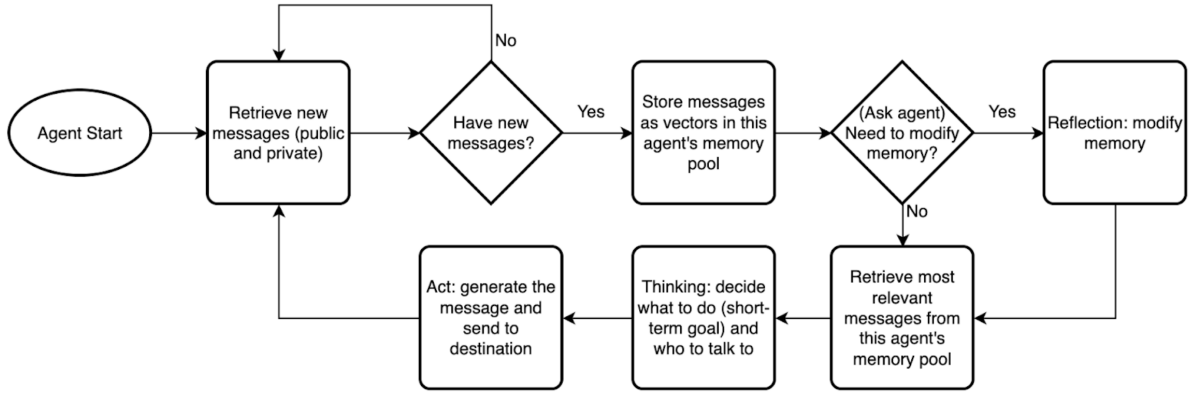 No
Agent Start
Retrieve new
messages (public
and private)
Have new
messages?
Yes
Store messages
as vectors in this
agent's memory
pool
(Ask agent)
Need to modify
memory?
Yes
Reflection: modify
memory
No
Act: generate the
message and
send to
destination
Thinking: decide
what to do (short-
term goal) and
who to talk to
Retrieve most
relevant
messages from
this agent's
memory pool